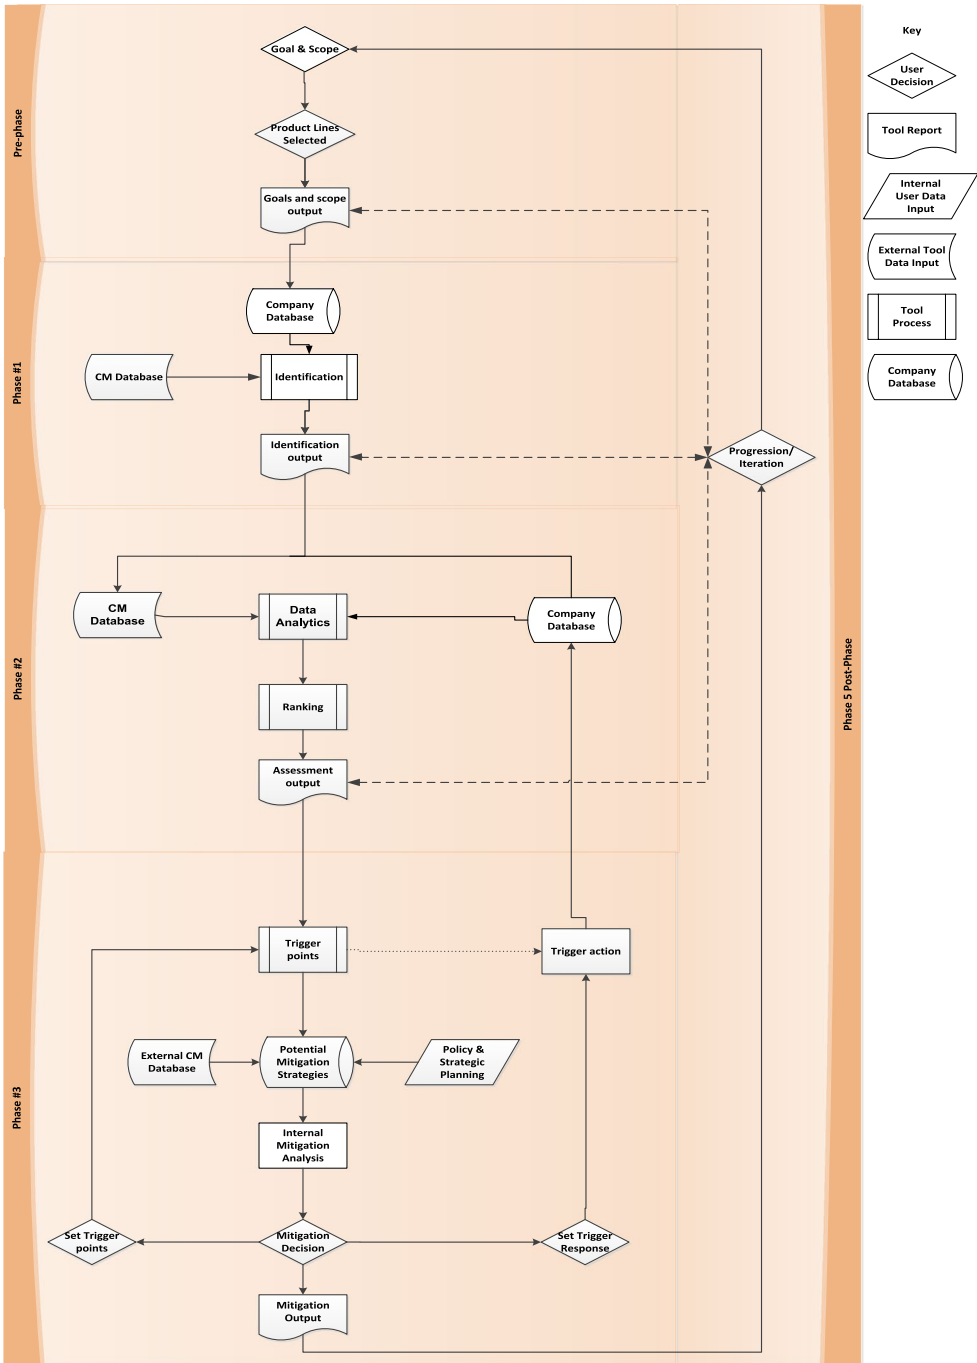 Pre-phase
Goal & Scope
Product Lines
Selected
Goals and scope
output
Phase #1
Company
Database
CM Database
Identification
Identification
output
Progression/
Iteration
Phase #2
CM
Database
Data
Analytics
Company
Database
Ranking
Assessment
output
Phase #3
Trigger
points
Trigger action
External CM
Database
Potential
Mitigation
Strategies
Policy &
Strategic
Planning
Internal
Mitigation
Analysis
Set Trigger
points
Mitigation
Decision
Set Trigger
Response
Mitigation
Output
Phase 5 Post-Phase
Key
User
Decision
Tool Report
Internal
User Data
Input
External Tool
Data Input
Tool
Process
Company
Database